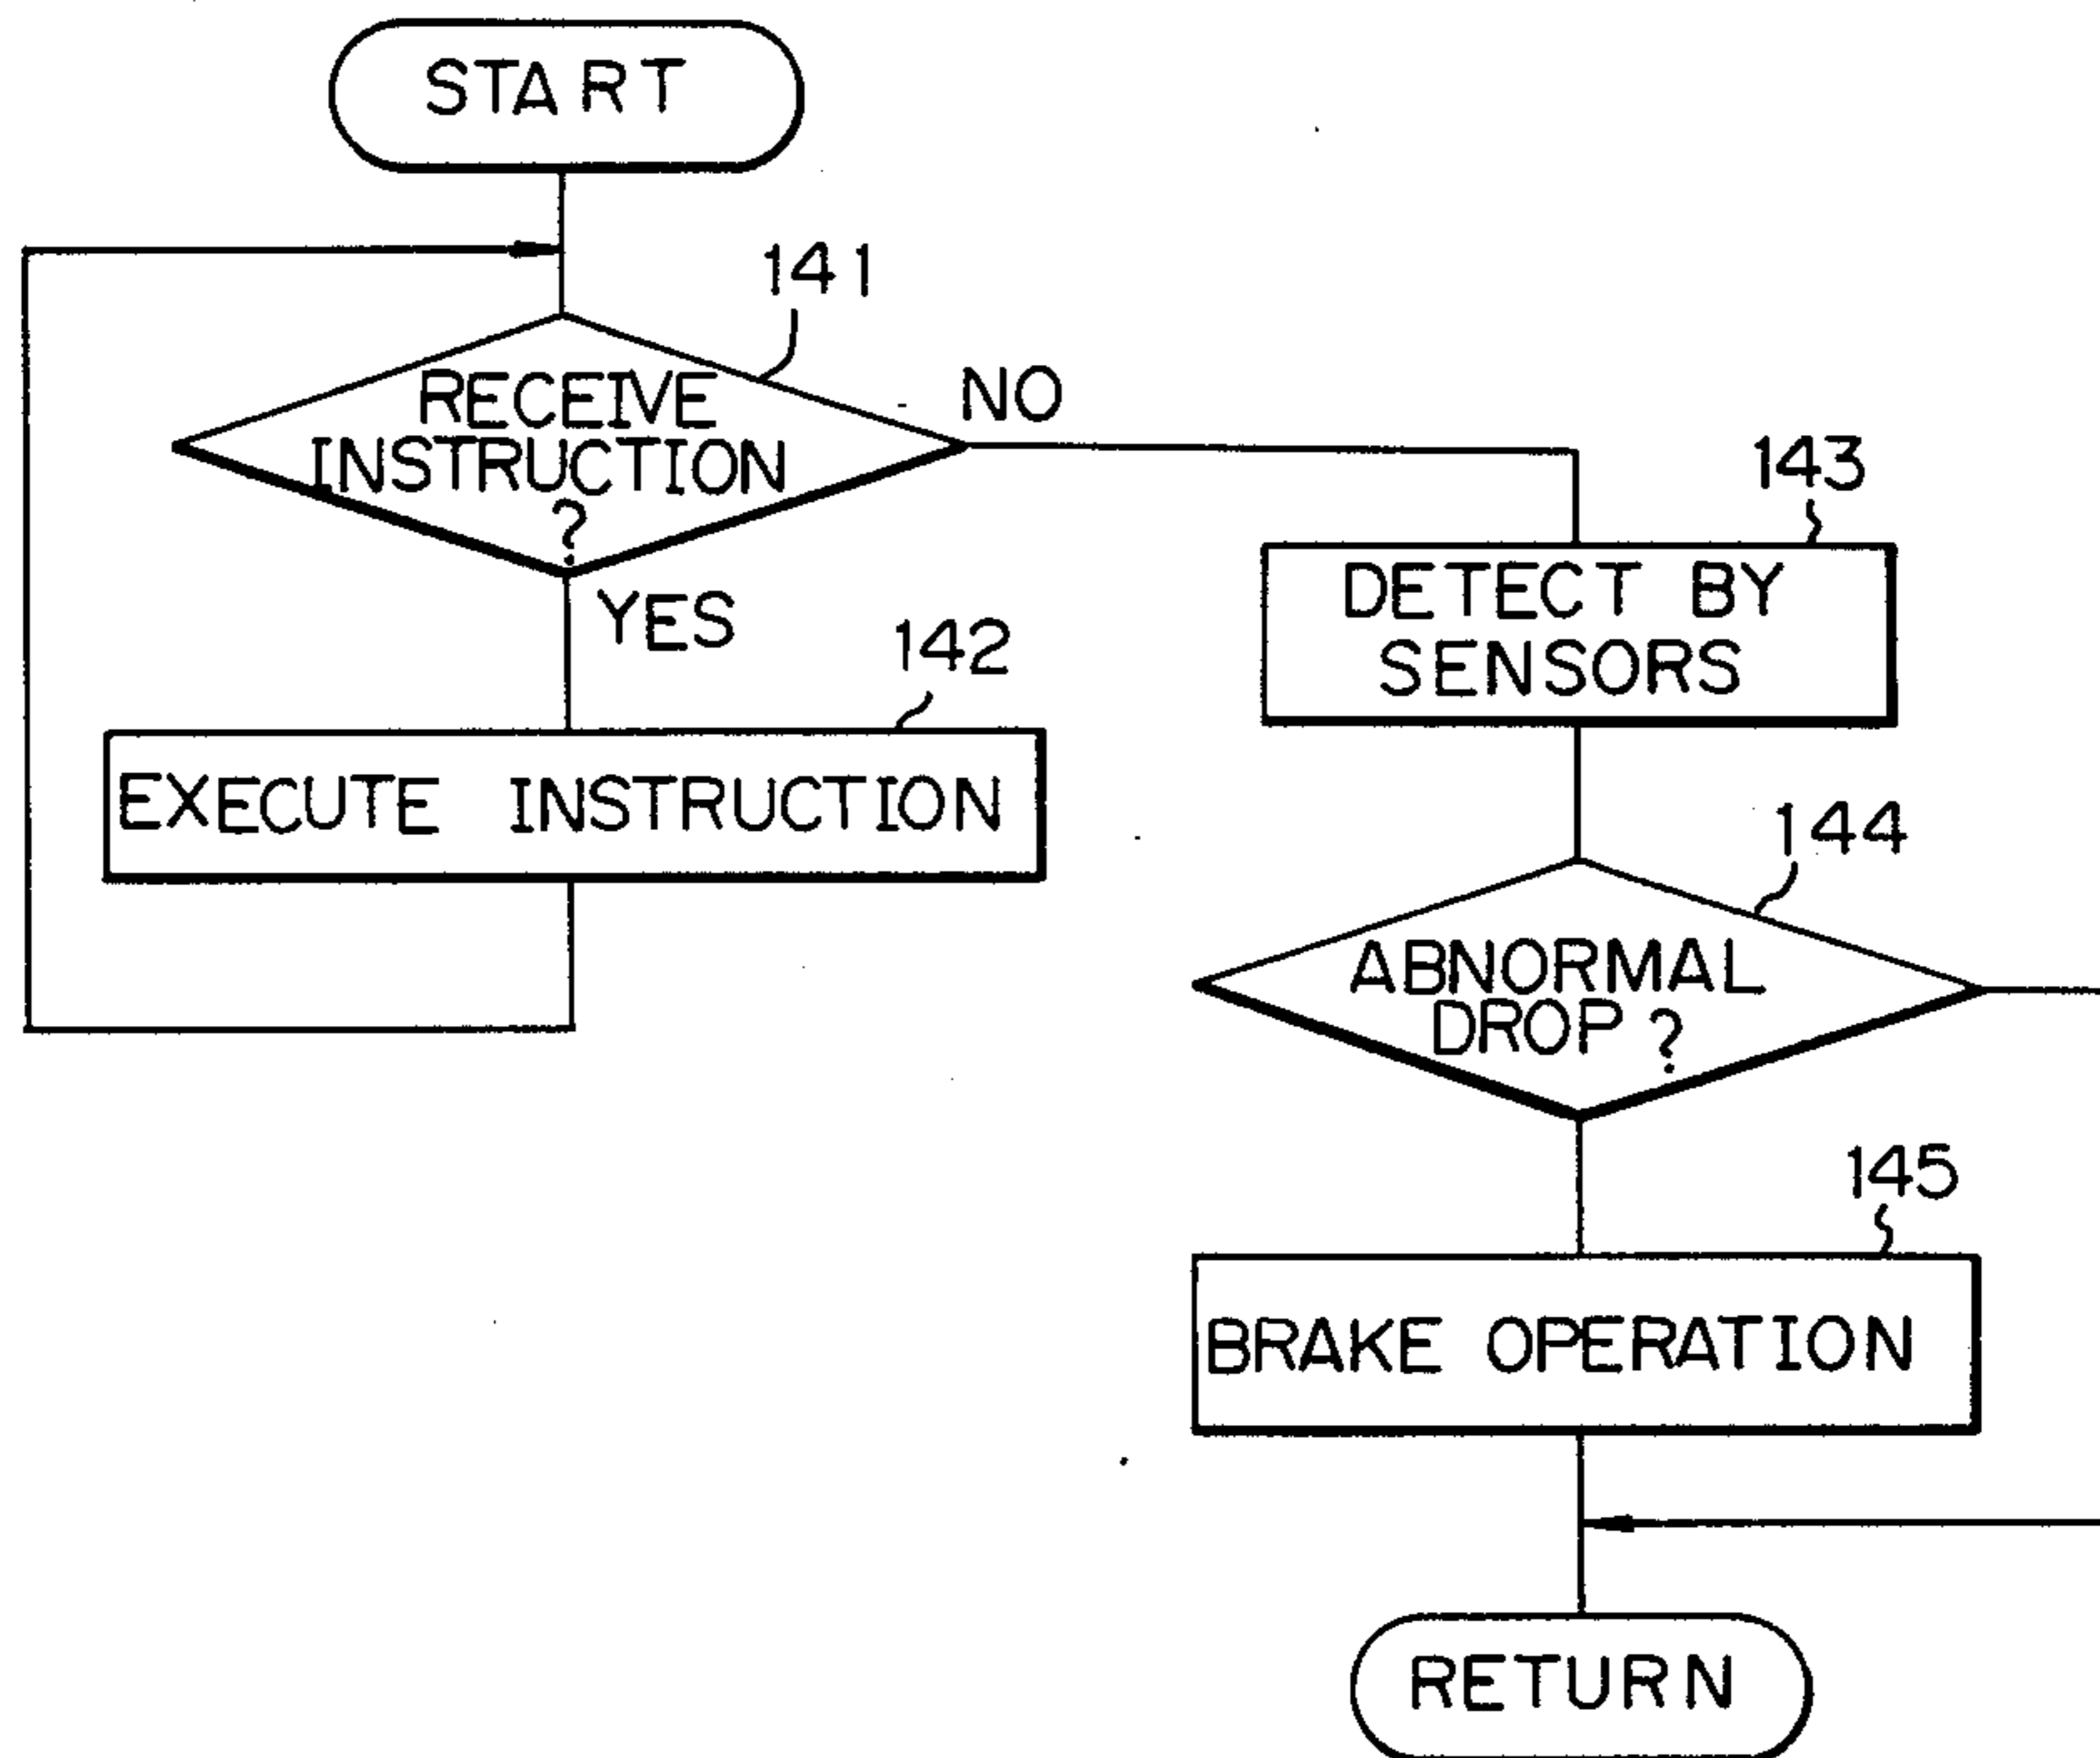 START
141
RECEIVE
INSTRUCTION
?
NO
YES
142
EXECUTE INSTRUCTION
143
DETECT BY
SENSORS
144
ABNORMAL
DROP ?
145
BRAKE OPERATION
RETURN